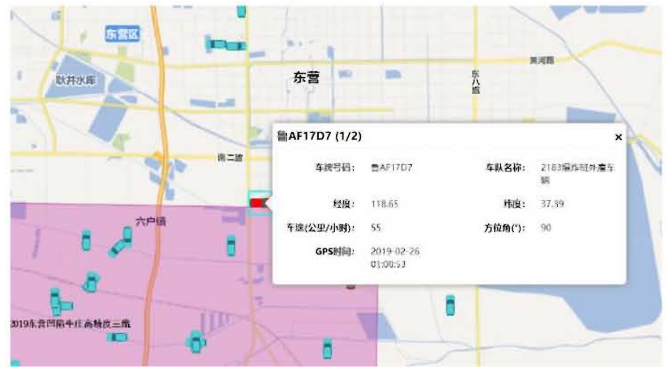 东营区
黄河路
东营
耿井水库
东八路
鲁AF17D7 (1/2)
×
南二路
车牌号码： 鲁AF17D7
车队名称： 2183爆炸班外雇车辆
经度： 118.65
纬度： 37.39
六户镇
车速(公里/小时)： 55
方位角(°)： 90
GPS时间： 2019-02-26
01:00:53
2019东营凹陷牛庄高精度三维